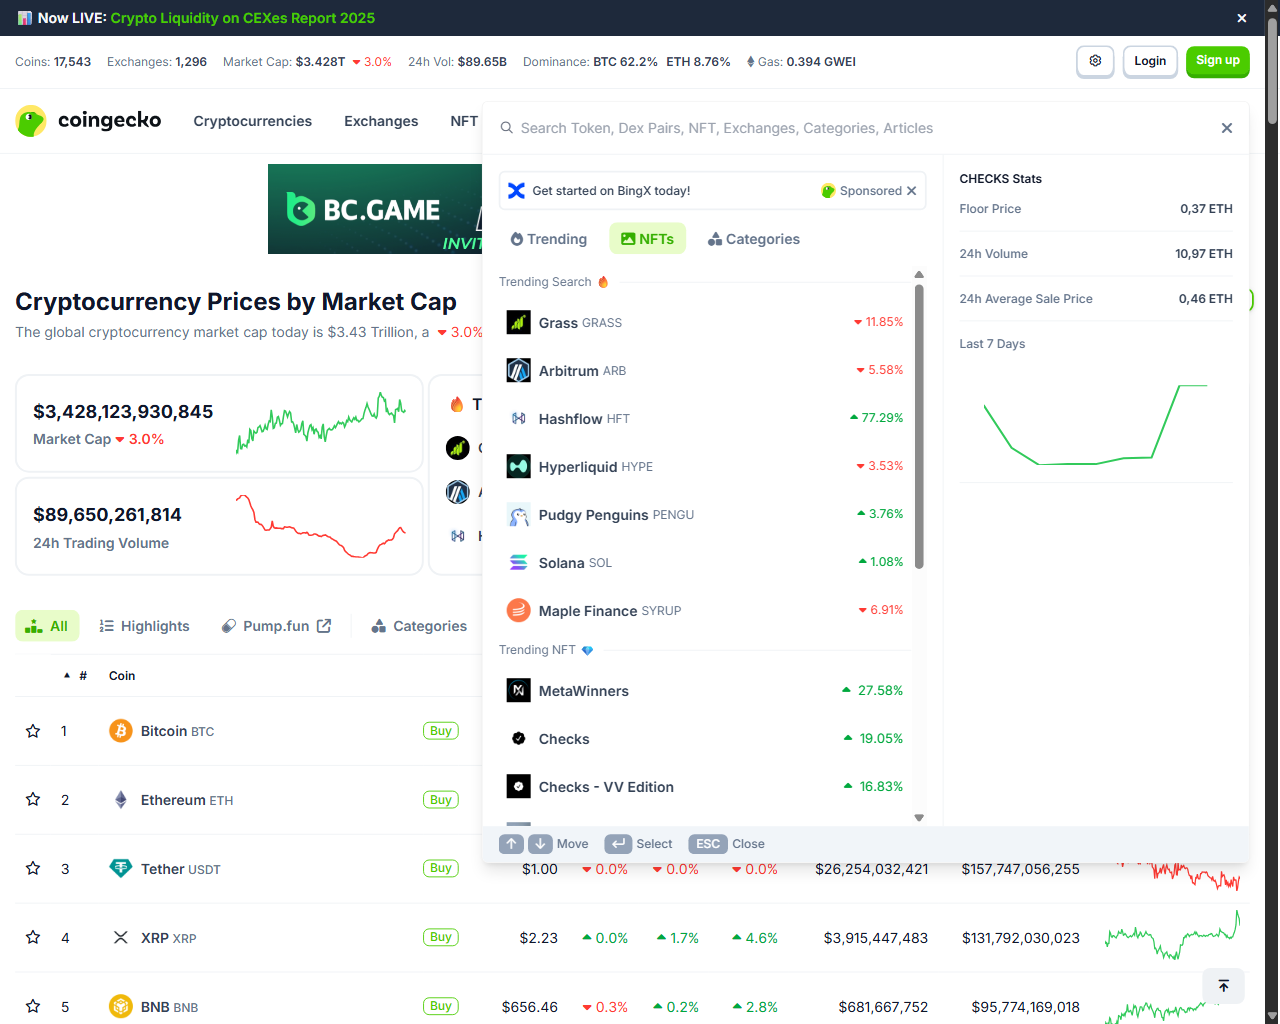 Now LIVE: Crypto Liquidity on CEXes Report 2025
Coins: 17,543 Exchanges: 1,296 Market Cap: $3.428T 3.0% 24h Vol: $89.65B Dominance: BTC 62.2% ETH 8.76% Gas: 0.394 GWEI
Login
Sign up
coingecko
Cryptocurrencies
Exchanges
NFT
Search Token, Dex Pairs, NFT, Exchanges, Categories, Articles
BC.GAME
INVIT
Get started on BingX today!
Sponsored
Trending
NFTs
Categories
Trending Search
Grass GRASS 11.85%
Arbitrum ARB 5.58%
Hashflow HFT 77.29%
Hyperliquid HYPE 3.53%
Pudgy Penguins PENGU 3.76%
Solana SOL 1.08%
Maple Finance SYRUP 6.91%
Trending NFT
MetaWinners 27.58%
Checks 19.05%
Checks - VV Edition 16.83%
Move
Select
ESC Close
CHECKS Stats
Floor Price 0,37 ETH
24h Volume 10,97 ETH
24h Average Sale Price 0,46 ETH
Last 7 Days
Cryptocurrency Prices by Market Cap
The global cryptocurrency market cap today is $3.43 Trillion, a 3.0%
$3,428,123,930,845
Market Cap 3.0%
$89,650,261,814
24h Trading Volume
All
Highlights
Pump.fun
Categories
# Coin
1 Bitcoin BTC Buy
2 Ethereum ETH Buy
3 Tether USDT Buy $1.00 0.0% 0.0% 0.0% $26,254,032,421 $157,747,056,255
4 XRP XRP Buy $2.23 0.0% 1.7% 4.6% $3,915,447,483 $131,792,030,023
5 BNB BNB Buy $656.46 0.3% 0.2% 2.8% $681,667,752 $95,774,169,018